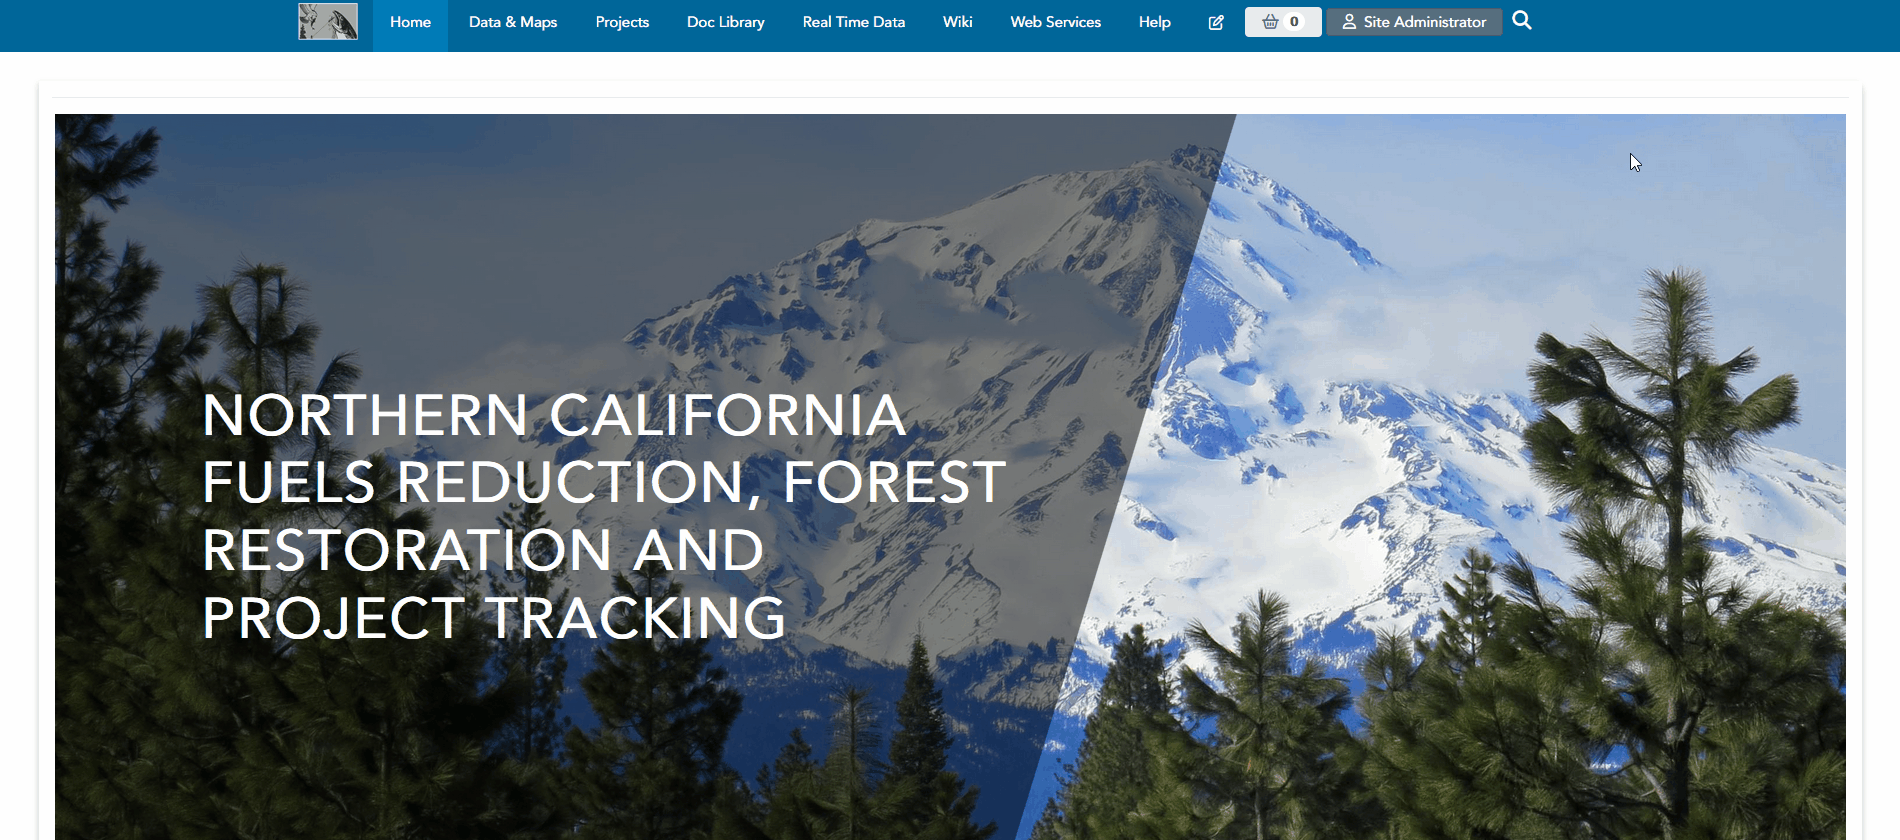 Home Data & Maps Projects Doc Library Real Time Data Wiki Web Services Help 0 Site Administrator
NORTHERN CALIFORNIA
FUELS REDUCTION, FOREST
RESTORATION AND
PROJECT TRACKING